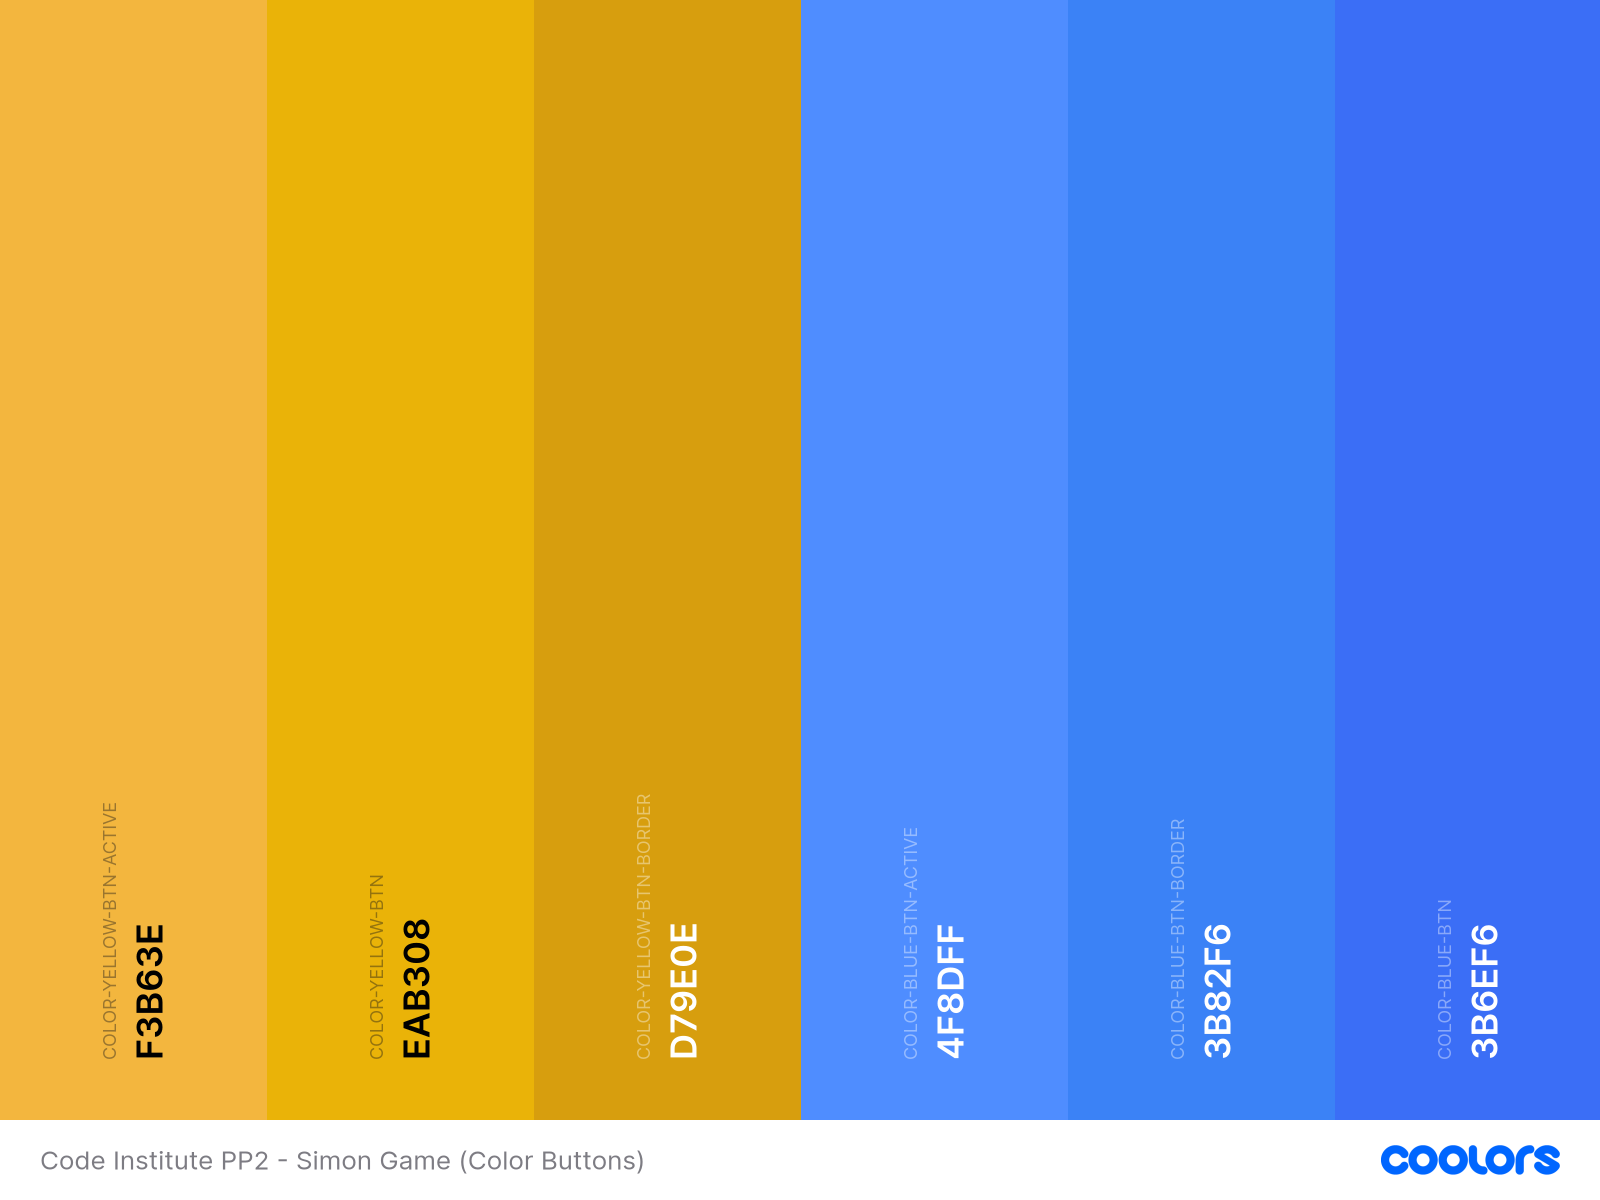 COLOR-YELLOW-BTN-ACTIVE
F3B63E
COLOR-YELLOW-BTN
EAB308
COLOR-YELLOW-BTN-BORDER
D79E0E
COLOR-BLUE-BTN-ACTIVE
4F8DFF
COLOR-BLUE-BTN-BORDER
3B82F6
COLOR-BLUE-BTN
3B6EF6
Code Institute PP2 - Simon Game (Color Buttons)
coolors